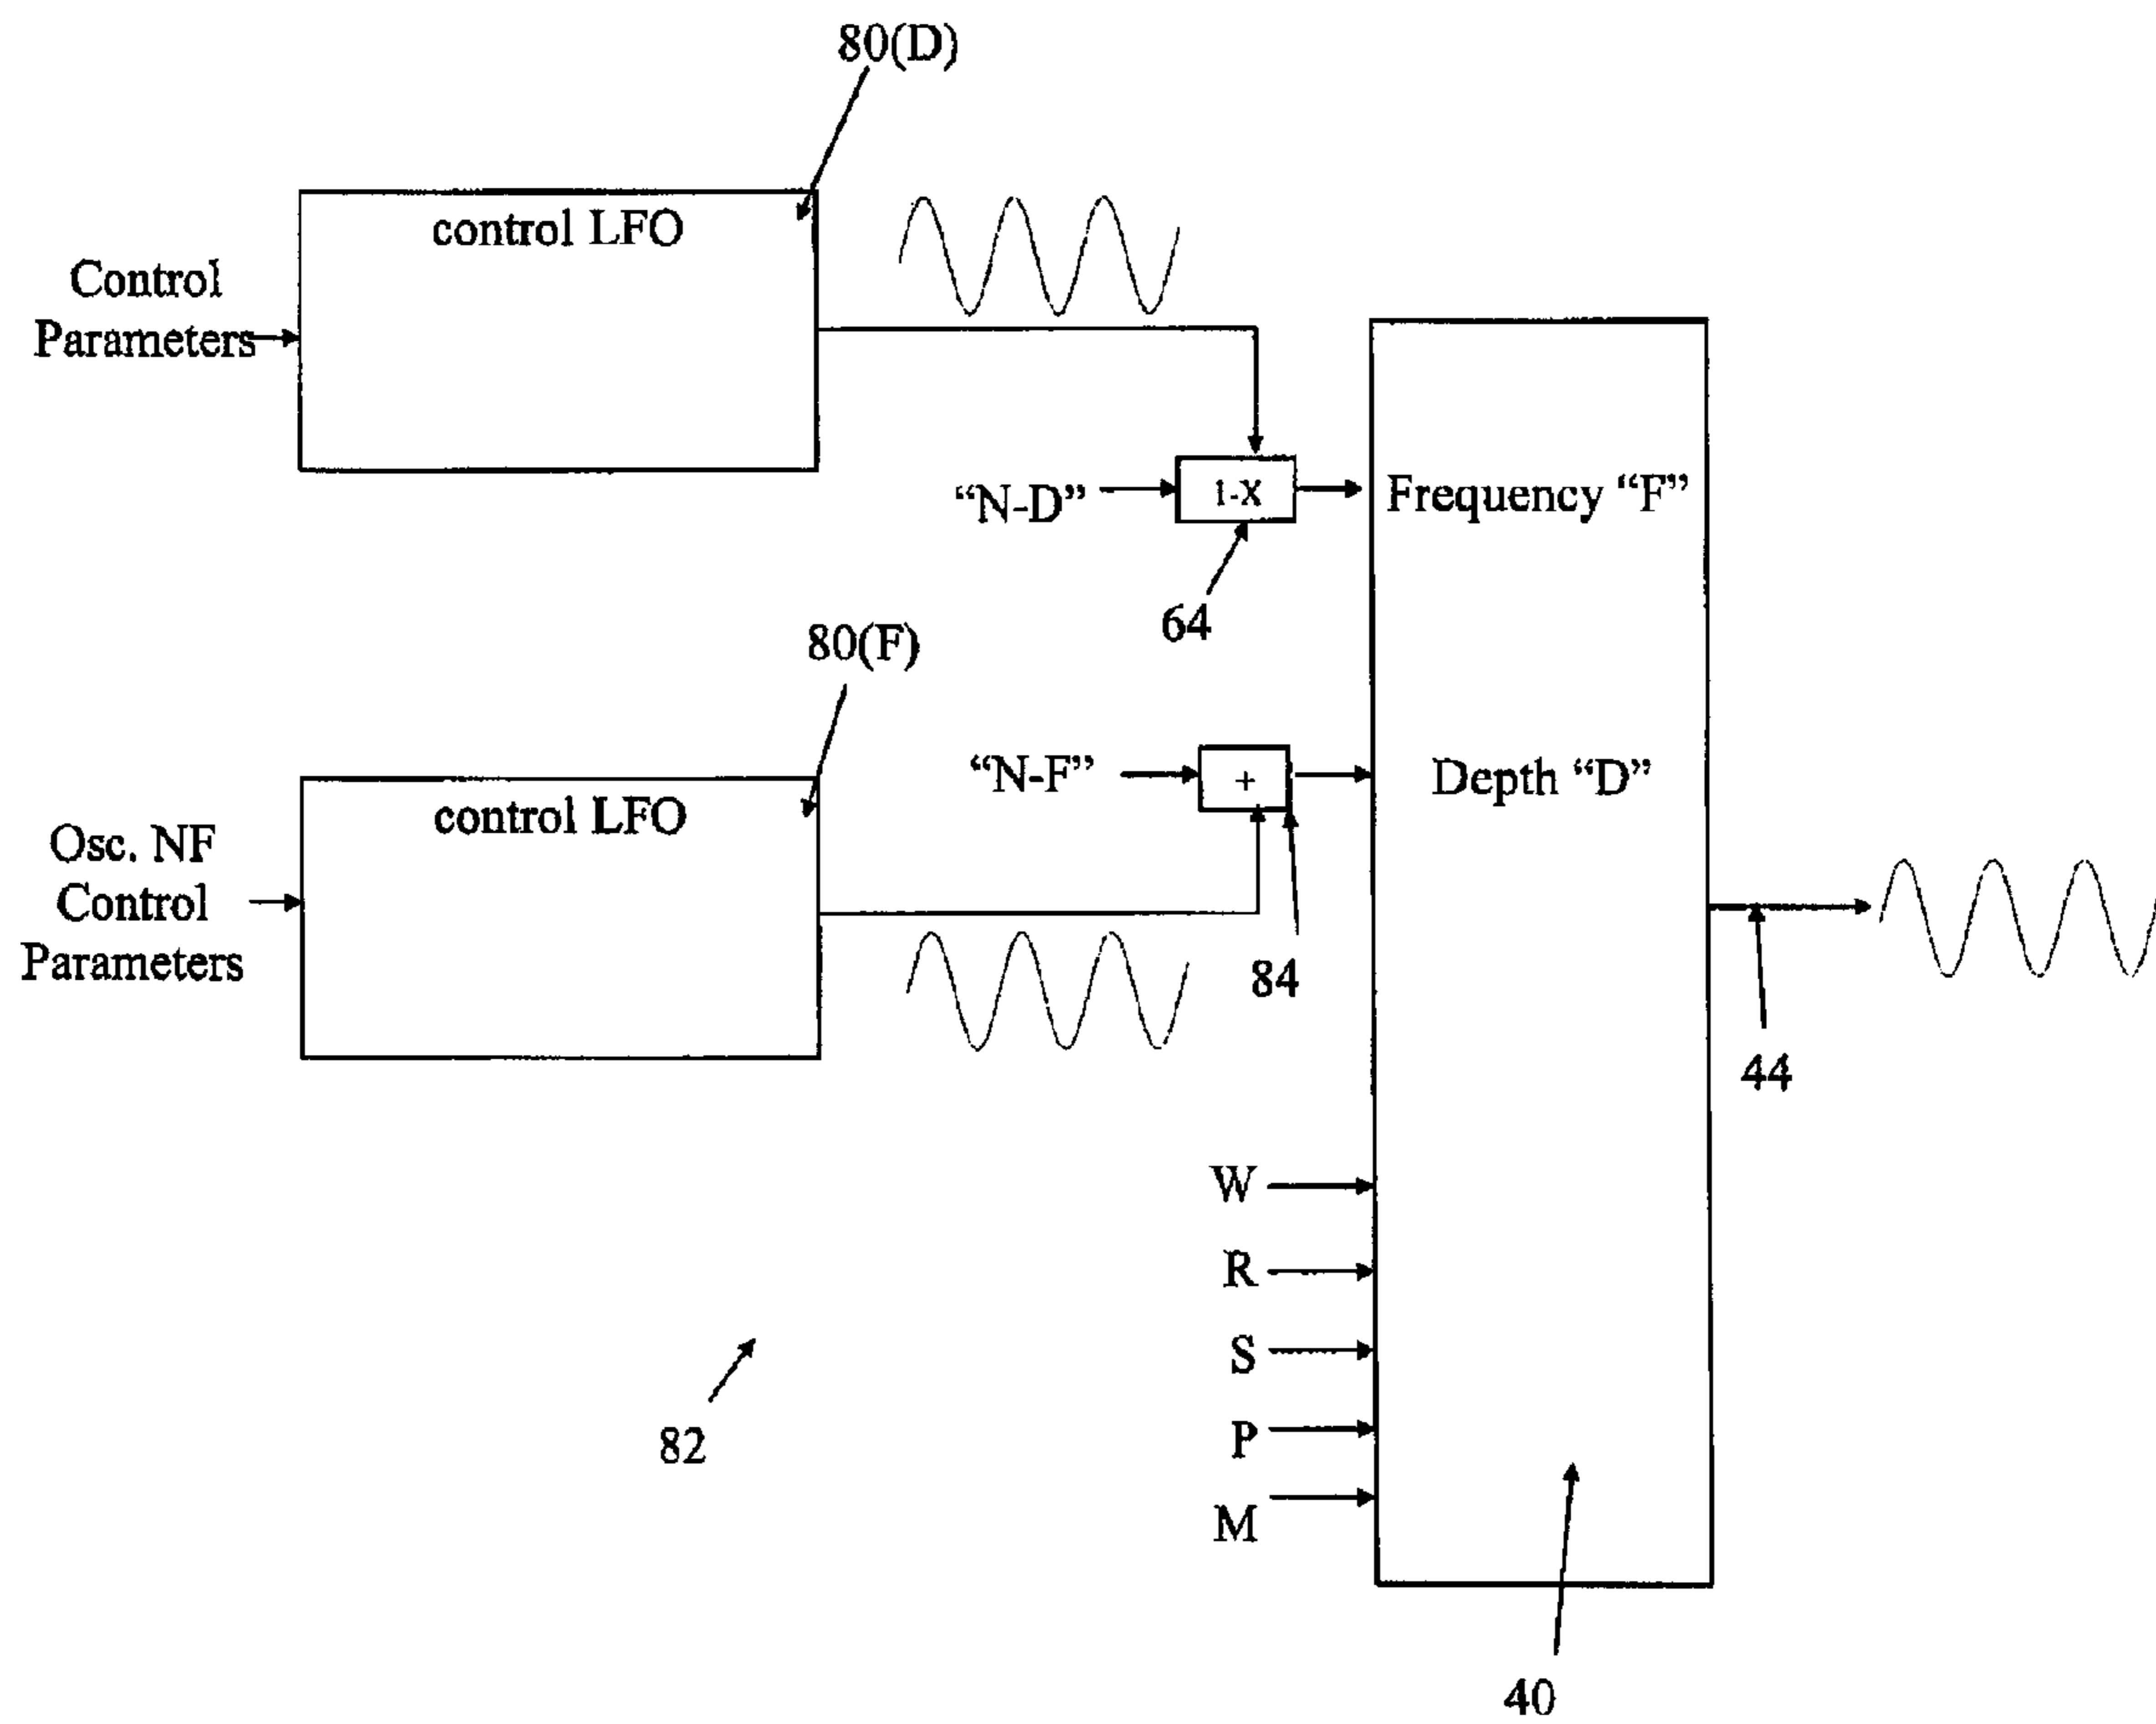 80(D)
control LFO
Control
Parameters
"N-D"
1-X
Frequency "F"
64
80(F)
"N-F"
+
Depth "D"
control LFO
Osc. NF
Control
Parameters
84
44
W
R
S
P
M
82
40